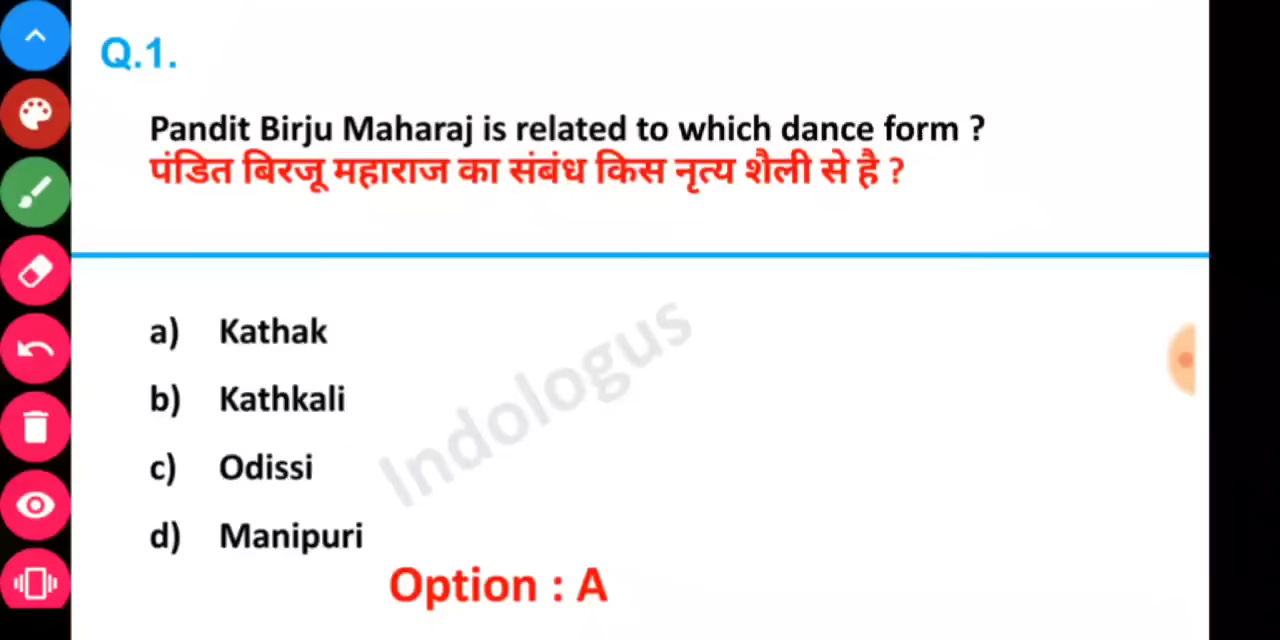 Q.1.
Pandit Birju Maharaj is related to which dance form ?
पंडित बिरजू महाराज का संबंध किस नृत्य शैली से है ?
a) Kathak
b) Kathkali
c) Odissi
d) Manipuri
Indologus
Option : A